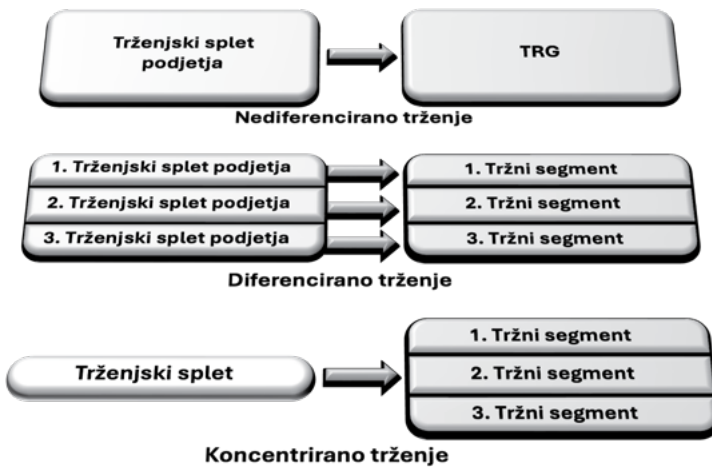 Trženjski splet
podjetja
TRG
Nediferencirano trženje
1. Trženjski splet podjetja
1. Tržni segment
2. Trženjski splet podjetja
2. Tržni segment
3. Trženjski splet podjetja
3. Tržni segment
Diferencirano trženje
Trženjski splet
1. Tržni segment
2. Tržni segment
3. Tržni segment
Koncentrirano trženje